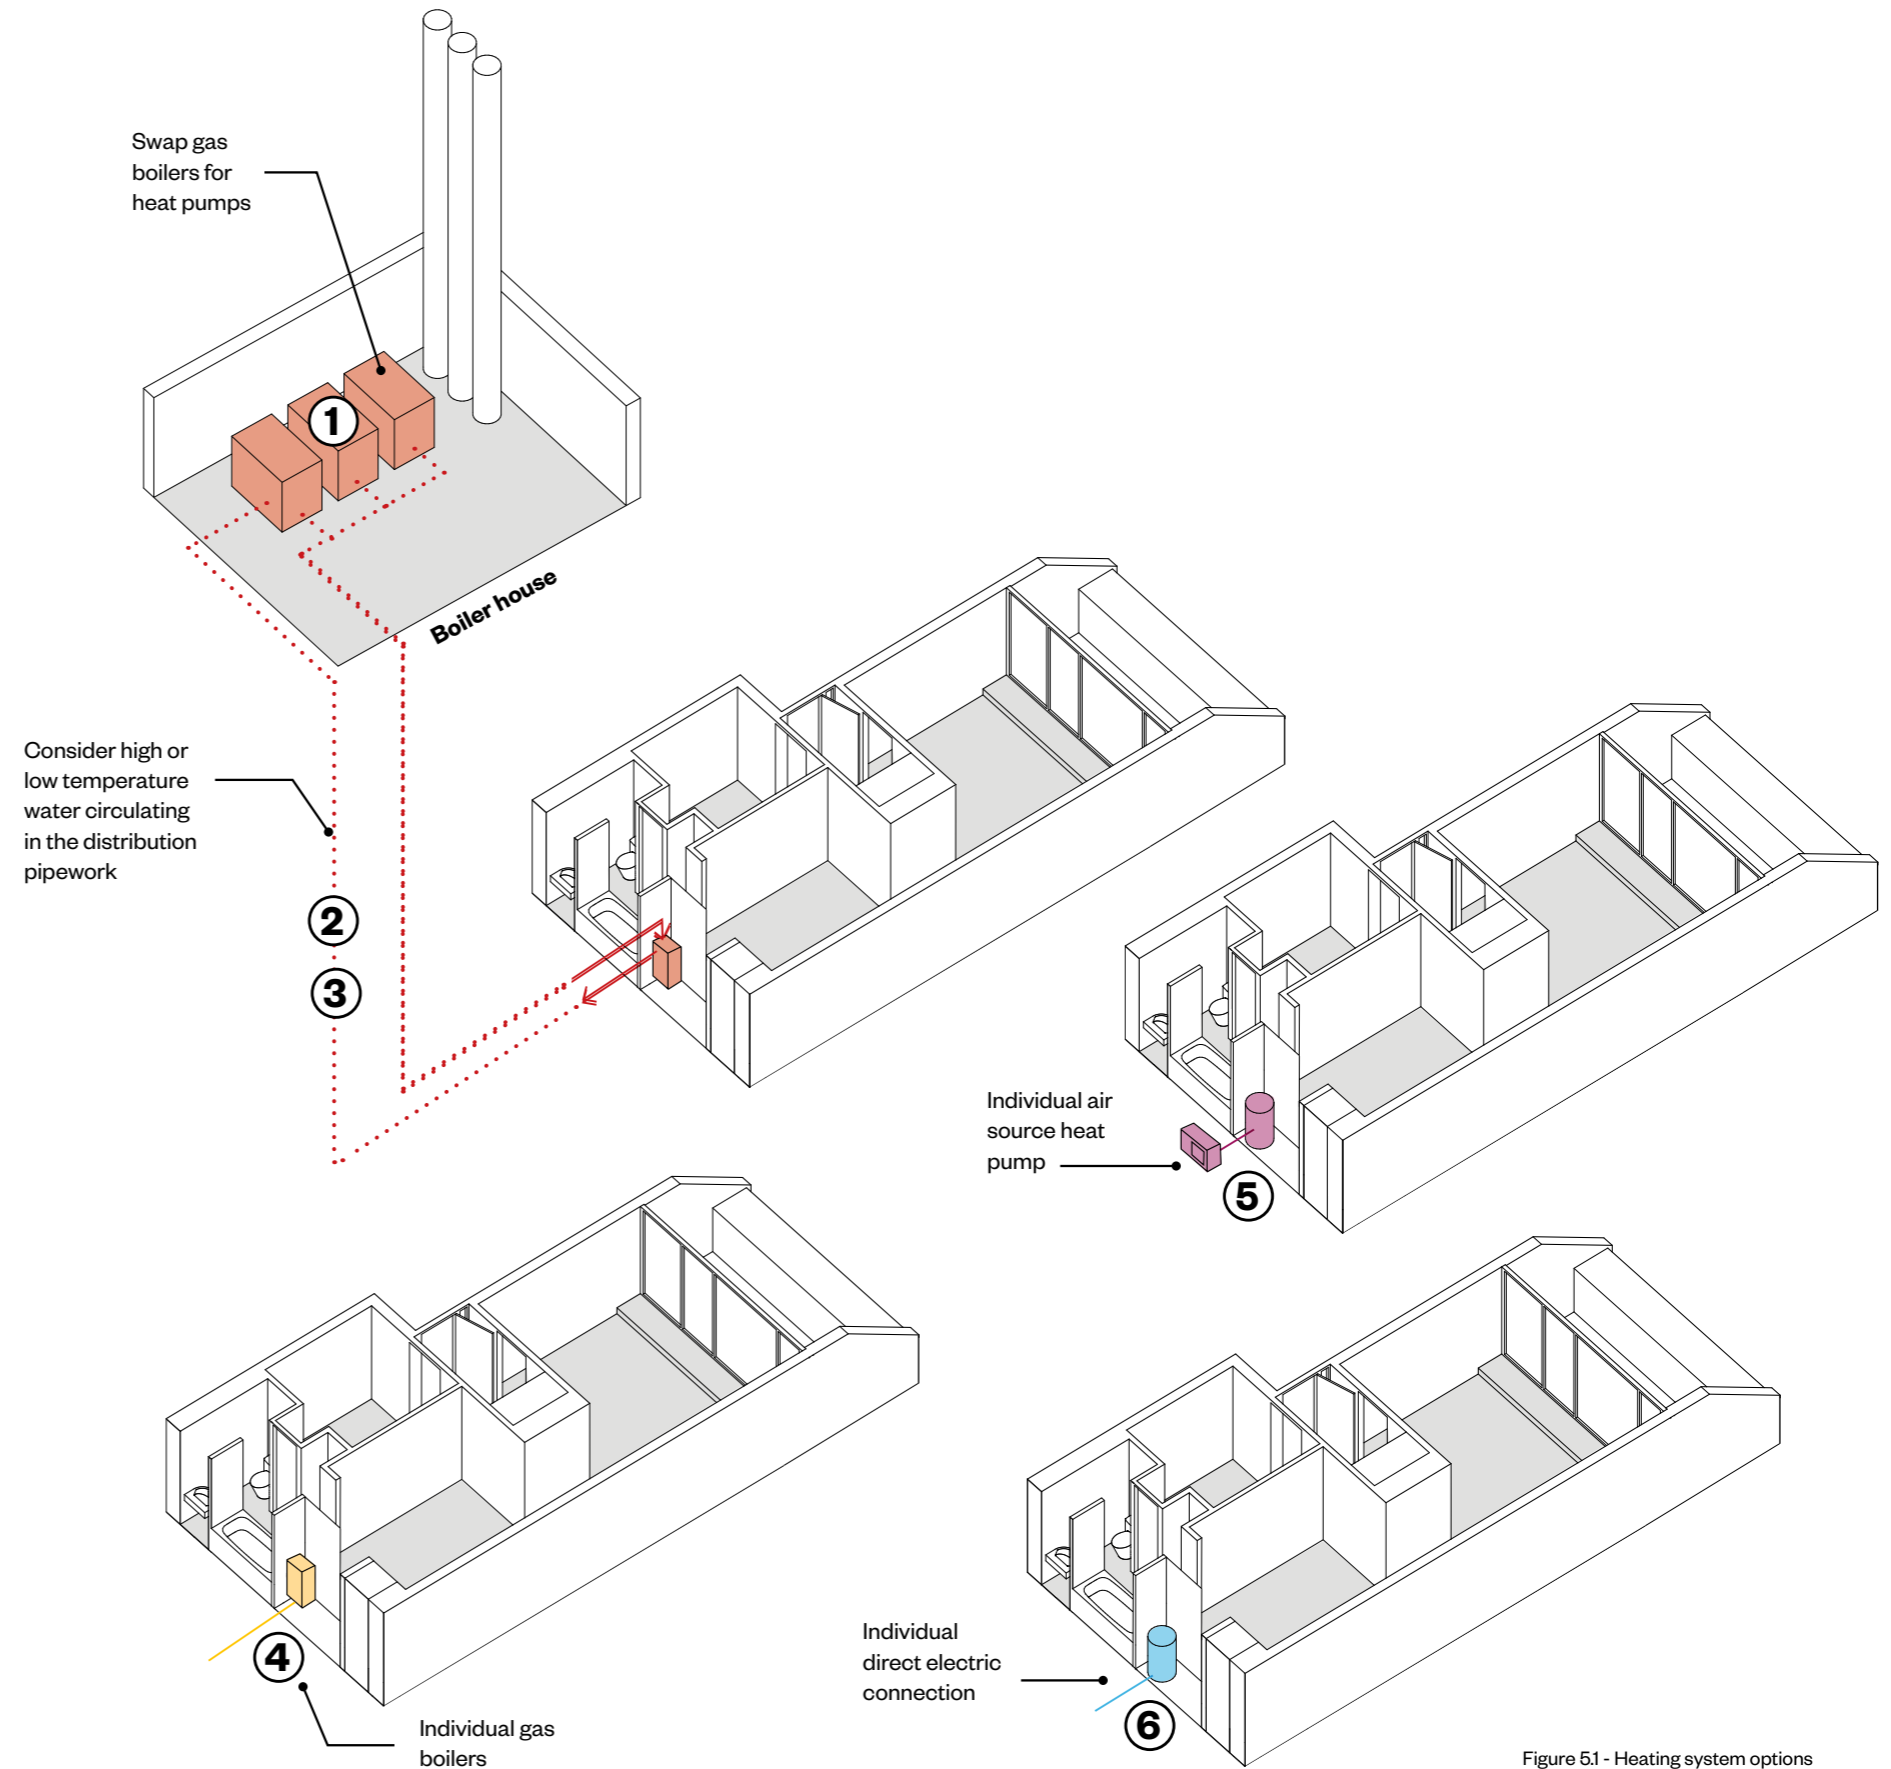 Swap gas
boilers for
heat pumps
1
Boiler house
Consider high or
low temperature
water circulating
in the distribution
pipework
2
3
Individual air
source heat
pump
5
4
Individual gas
boilers
Individual
direct electric
connection
6
Figure 5.1 - Heating system options